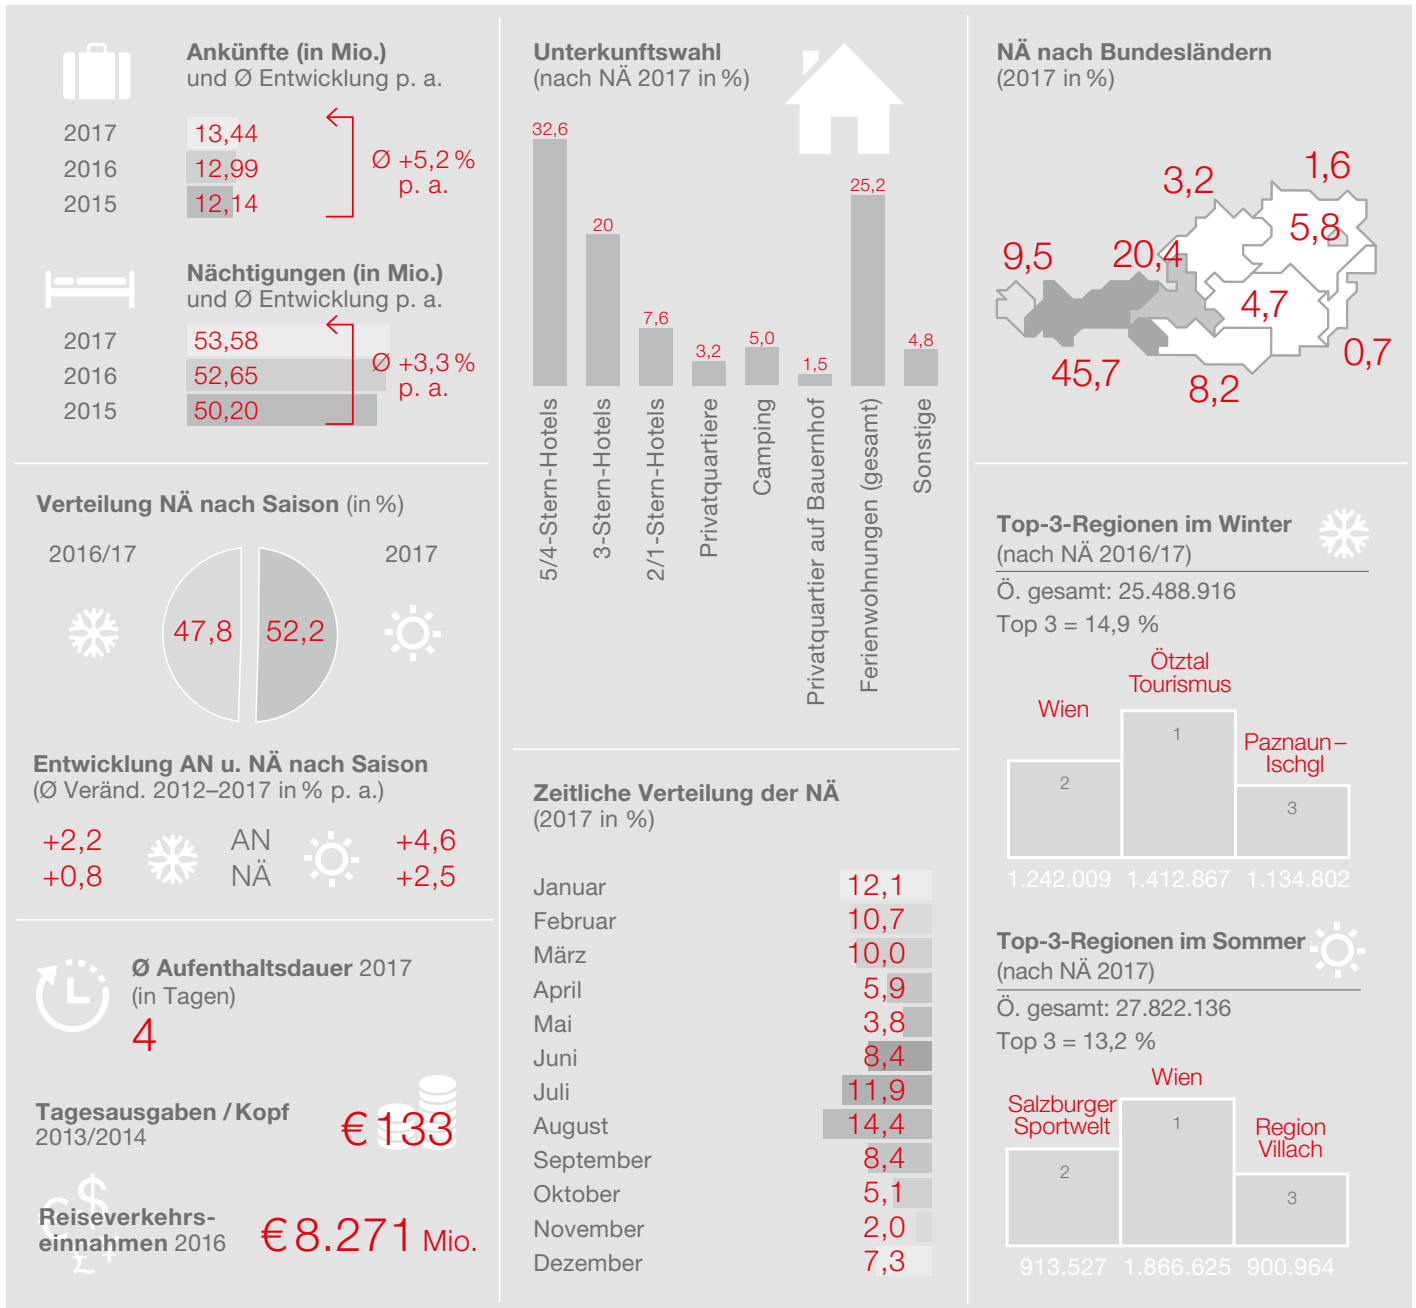 Ankünfte (in Mio.)
und Ø Entwicklung p. a.
2017 13,44
2016 12,99
2015 12,14
Ø +5,2 %
p. a.
Nächtigungen (in Mio.)
und Ø Entwicklung p. a.
2017 53,58
2016 52,65
2015 50,20
Ø +3,3 %
p. a.
Verteilung NÄ nach Saison (in %)
2016/17 2017
47,8 52,2
Entwicklung AN u. NÄ nach Saison
(Ø Veränd. 2012–2017 in % p. a.)
+2,2 AN +4,6
+0,8 NÄ +2,5
Ø Aufenthaltsdauer 2017
(in Tagen)
4
Tagesausgaben / Kopf
2013/2014
€ 133
Reiseverkehrs-
einnahmen 2016
€ 8.271 Mio.
Unterkunftswahl
(nach NÄ 2017 in %)
32,6
20
7,6
3,2
5,0
1,5
25,2
4,8
5/4-Stern-Hotels
3-Stern-Hotels
2/1-Stern-Hotels
Privatquartiere
Camping
Privatquartier auf Bauernhof
Ferienwohnungen (gesamt)
Sonstige
Zeitliche Verteilung der NÄ
(2017 in %)
Januar 12,1
Februar 10,7
März 10,0
April 5,9
Mai 3,8
Juni 8,4
Juli 11,9
August 14,4
September 8,4
Oktober 5,1
November 2,0
Dezember 7,3
NÄ nach Bundesländern
(2017 in %)
1,6
3,2
5,8
9,5
20,4
4,7
0,7
45,7
8,2
Top-3-Regionen im Winter
(nach NÄ 2016/17)
Ö. gesamt: 25.488.916
Top 3 = 14,9 %
Ötztal
Tourismus
Wien
Paznaun–
Ischgl
1
2
3
1.242.009 1.412.867 1.134.802
Top-3-Regionen im Sommer
(nach NÄ 2017)
Ö. gesamt: 27.822.136
Top 3 = 13,2 %
Wien
Salzburger
Sportwelt
Region
Villach
1
2
3
913.527 1.866.625 900.964